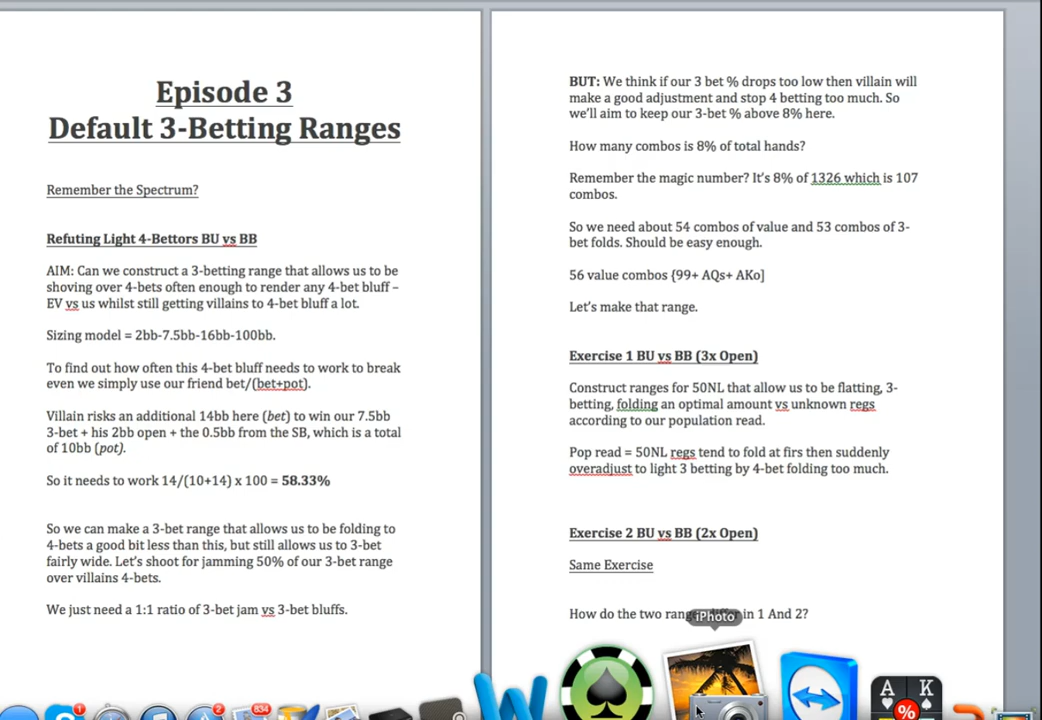 Episode 3
Default 3-Betting Ranges
Remember the Spectrum?
Refuting Light 4-Bettors BU vs BB
AIM: Can we construct a 3-betting range that allows us to be
shoving over 4-bets often enough to render any 4-bet bluff –
EV vs us whilst still getting villains to 4-bet bluff a lot.
Sizing model = 2bb-7.5bb-16bb-100bb.
To find out how often this 4-bet bluff needs to work to break
even we simply use our friend bet/(bet+pot).
Villain risks an additional 14bb here (bet) to win our 7.5bb
3-bet + his 2bb open + the 0.5bb from the SB, which is a total
of 10bb (pot).
So it needs to work 14/(10+14) x 100 = 58.33%
So we can make a 3-bet range that allows us to be folding to
4-bets a good bit less than this, but still allows us to 3-bet
fairly wide. Let's shoot for jamming 50% of our 3-bet range
over villains 4-bets.
We just need a 1:1 ratio of 3-bet jam vs 3-bet bluffs.
BUT: We think if our 3 bet % drops too low then villain will
make a good adjustment and stop 4 betting too much. So
we'll aim to keep our 3-bet % above 8% here.
How many combos is 8% of total hands?
Remember the magic number? It's 8% of 1326 which is 107
combos.
So we need about 54 combos of value and 53 combos of 3-
bet folds. Should be easy enough.
56 value combos {99+ AQs+ AKo]
Let's make that range.
Exercise 1 BU vs BB (3x Open)
Construct ranges for 50NL that allow us to be flatting, 3-
betting, folding an optimal amount vs unknown regs
according to our population read.
Pop read = 50NL regs tend to fold at firs then suddenly
overadjust to light 3 betting by 4-bet folding too much.
Exercise 2 BU vs BB (2x Open)
Same Exercise
How do the two in 1 And 2?
iPhoto
1
2
834
A K
%